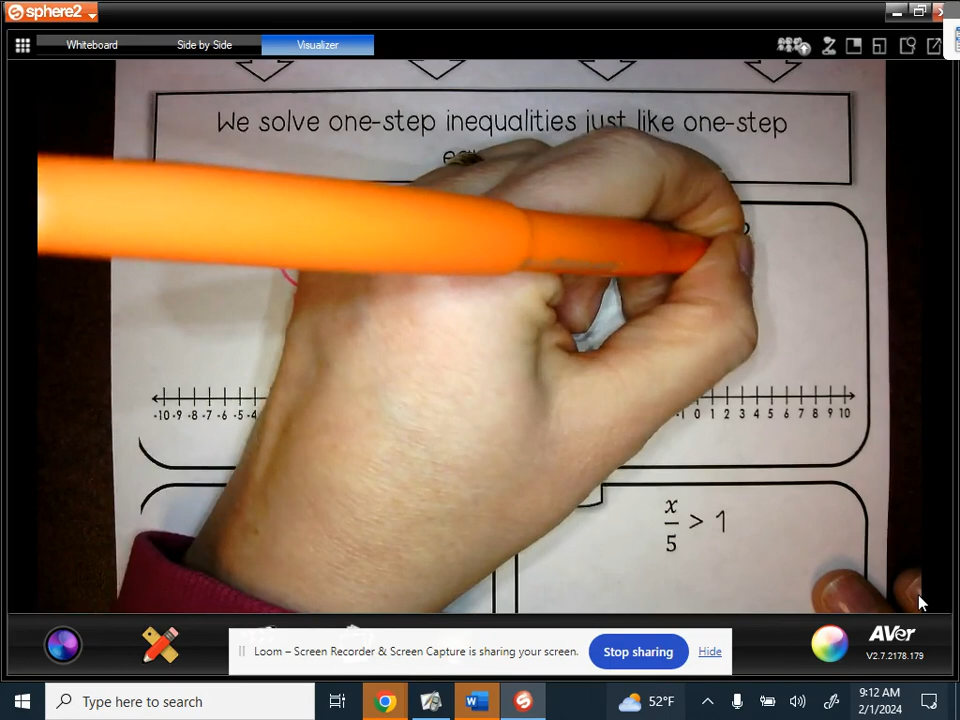 sphere2
Whiteboard Side by Side Visualizer
We solve one-step inequalities just like one-step
-10 -9 -8 -7 -6 -5 -4
-1 0 1 2 3 4 5 6 7 8 9 10
x/5 > 1
Loom – Screen Recorder & Screen Capture is sharing your screen. Stop sharing Hide
AVer
V2.7.2178.179
Type here to search
52°F
9:12 AM
2/1/2024